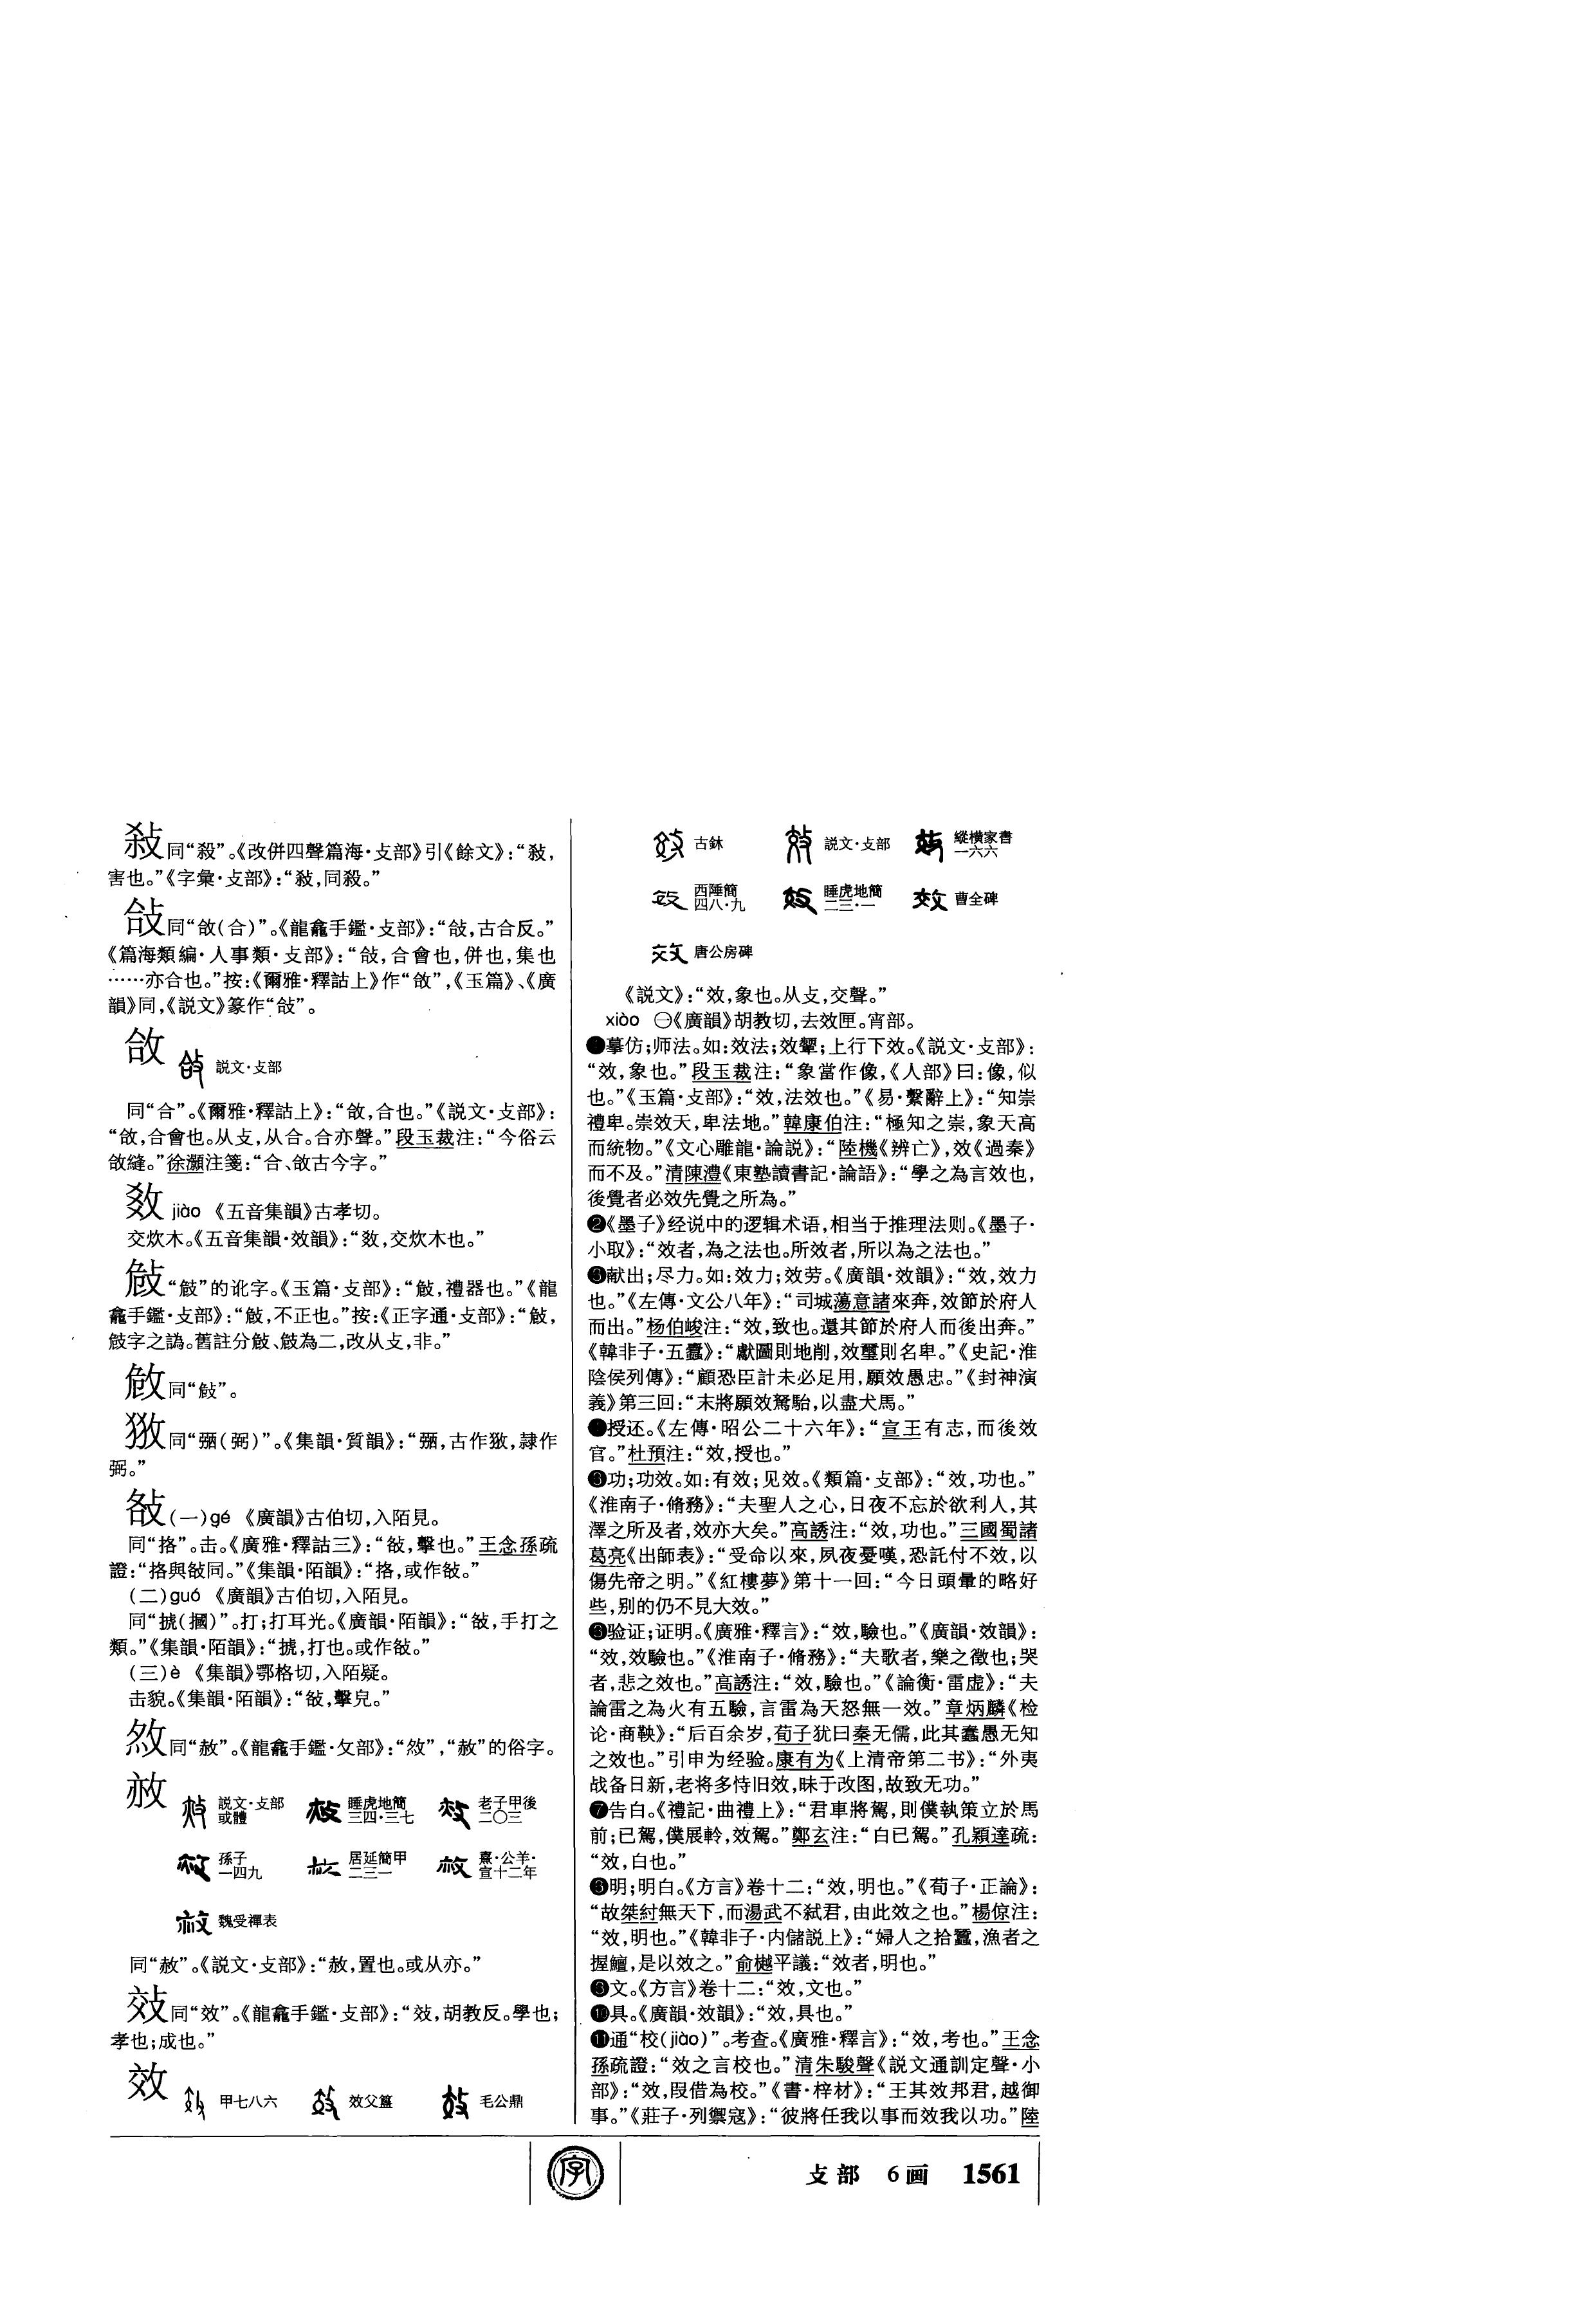 敍同“殺”。《改併四聲篇海·攴部》引《餘文》：“敍，
害也。”《字彙·攴部》：“敍，同殺。”
敆同“敆(合)”。《龍龕手鑑·攴部》：“敆，古合反。”
《篇海類編·人事類·攴部》：“敆，合會也，併也，集也
……亦合也。”按：《爾雅·釋詁上》作“敆”，《玉篇》、《廣
韻》同，《説文》篆作“敆”。
敆 説文·攴部
同“合”。《爾雅·釋詁上》：“敆，合也。”《説文·攴部》：
“敆，合會也。从攴，从合。合亦聲。”段玉裁注：“今俗云
敆縫。”徐灝注箋：“合、敆古今字。”
jiào 《五音集韻》古孝切。
交炊木。《五音集韻·效韻》：“，交炊木也。”
“攱”的讹字。《玉篇·攴部》：“，禮器也。”《龍
龕手鑑·攴部》：“，不正也。”按：《正字通·攴部》：“，
攱字之譌。舊註分、攱為二，改从攴，非。”
同“”。
同“弻(弼)”。《集韻·質韻》：“弻，古作，隸作
弼。”
敋(一)gé 《廣韻》古伯切，入陌見。
同“挌”。击。《廣雅·釋詁三》：“敋，擊也。”王念孫疏
證：“挌與敋同。”《集韻·陌韻》：“挌，或作敋。”
(二)guó 《廣韻》古伯切，入陌見。
同“摑”。打；打耳光。《廣韻·陌韻》：“敋，手打之
類。”《集韻·陌韻》：“，打也。或作敋。”
(三)è 《集韻》鄂格切，入陌疑。
击貌。《集韻·陌韻》：“敋，擊皃。”
同“赦”。《龍龕手鑑·攵部》：“”，“赦”的俗字。
説文·攴部或體 睡虎地簡三四·三七 老子甲後二〇三
孫子一四九 居延簡甲二三一 熹·公羊·宣十二年
魏受禪表
同“赦”。《説文·攴部》：“赦，置也。或从亦。”
同“效”。《龍龕手鑑·攴部》：“，胡教反。學也；
孝也；成也。”
效 甲七八六 效父簋 毛公鼎
古鉨 説文·攴部 縱横家書一六六
西陲簡四八·九 睡虎地簡二三·一 曹全碑
唐公房碑
《説文》：“效，象也。从攴，交聲。”
xiào ㊀《廣韻》胡教切，去效匣。宵部。
❶摹仿；师法。如：效法；效颦；上行下效。《説文·攴部》：
“效，象也。”段玉裁注：“象當作像，《人部》曰：像，似
也。”《玉篇·攴部》：“效，法效也。”《易·繫辭上》：“知崇
禮卑。崇效天，卑法地。”韓康伯注：“極知之崇，象天高
而統物。”《文心雕龍·論説》：“陸機《辨亡》，效《過秦》
而不及。”清陳澧《東塾讀書記·論語》：“學之為言效也，
後覺者必效先覺之所為。”
❷《墨子》经说中的逻辑术语，相当于推理法则。《墨子·
小取》：“效者，為之法也。所效者，所以為之法也。”
❸献出；尽力。如：效力；效劳。《廣韻·效韻》：“效，效力
也。”《左傳·文公八年》：“司城蕩意諸來奔，效節於府人
而出。”杨伯峻注：“效，致也。還其節於府人而後出奔。”
《韓非子·五蠹》：“獻圖則地削，效璽則名卑。”《史記·淮
陰侯列傳》：“顧恐臣計未必足用，願效愚忠。”《封神演
義》第三回：“末將願效駑駘，以盡犬馬。”
❹授还。《左傳·昭公二十六年》：“宣王有志，而後效
官。”杜預注：“效，授也。”
❺功；功效。如：有效；见效。《類篇·攴部》：“效，功也。”
《淮南子·脩務》：“夫聖人之心，日夜不忘於欲利人，其
澤之所及者，效亦大矣。”高誘注：“效，功也。”三國蜀諸
葛亮《出師表》：“受命以來，夙夜憂嘆，恐託付不效，以
傷先帝之明。”《紅樓夢》第十一回：“今日頭暈的略好
些，别的仍不見大效。”
❻验证；证明。《廣雅·釋言》：“效，驗也。”《廣韻·效韻》：
“效，效驗也。”《淮南子·脩務》：“夫歌者，樂之徵也；哭
者，悲之效也。”高誘注：“效，驗也。”《論衡·雷虚》：“夫
論雷之為火有五驗，言雷為天怒無一效。”章炳麟《检
论·商鞅》：“后百余岁，荀子犹曰秦无儒，此其蠢愚无知
之效也。”引申为经验。康有为《上清帝第二书》：“外夷
战备日新，老将多恃旧效，昧于改图，故致无功。”
❼告白。《禮記·曲禮上》：“君車將駕，則僕執策立於馬
前；已駕，僕展軨，效駕。”鄭玄注：“白已駕。”孔穎達疏：
“效，白也。”
❽明；明白。《方言》卷十二：“效，明也。”《荀子·正論》：
“故桀紂無天下，而湯武不弑君，由此效之也。”楊倞注：
“效，明也。”《韓非子·内儲説上》：“婦人之拾蠶，漁者之
握鱣，是以效之。”俞樾平議：“效者，明也。”
❾文。《方言》卷十二：“效，文也。”
❿具。《廣韻·效韻》：“效，具也。”
⓫通“校(jiào)”。考查。《廣雅·釋言》：“效，考也。”王念
孫疏證：“效之言校也。”清朱駿聲《説文通訓定聲·小
部》：“效，叚借為校。”《書·梓材》：“王其效邦君，越御
事。”《莊子·列禦寇》：“彼將任我以事而效我以功。”陸
字
攴部 6画 1561